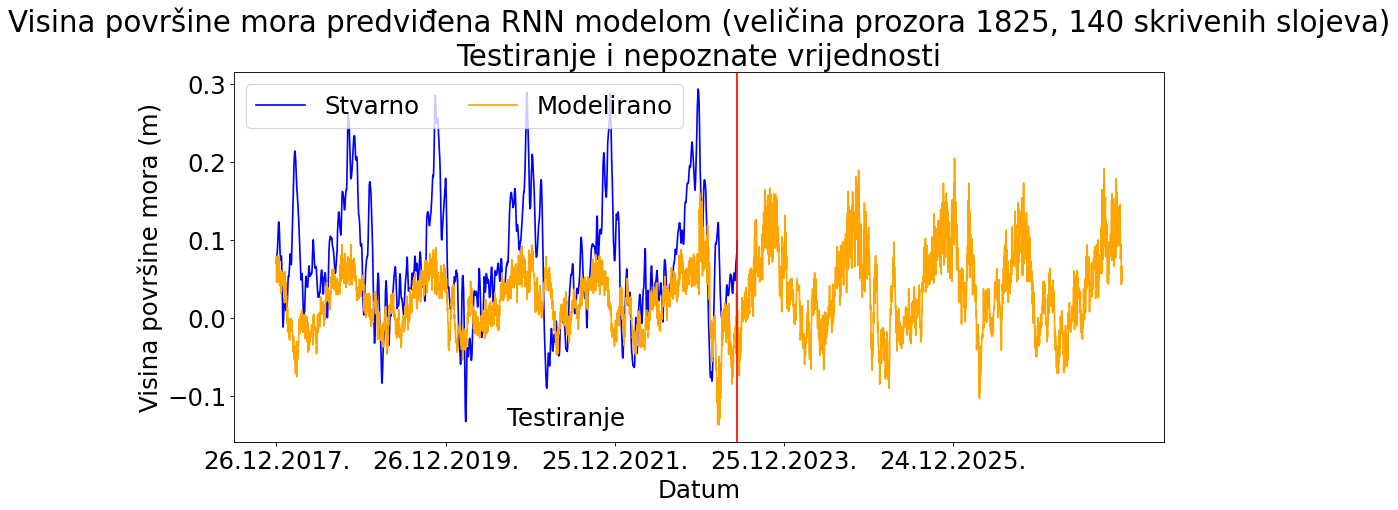 Visina površine mora predviđena RNN modelom (veličina prozora 1825, 140 skrivenih slojeva)
Testiranje i nepoznate vrijednosti
Stvarno
Modelirano
Visina površine mora (m)
0.3
0.2
0.1
0.0
−0.1
Testiranje
26.12.2017.
26.12.2019.
25.12.2021.
25.12.2023.
24.12.2025.
Datum